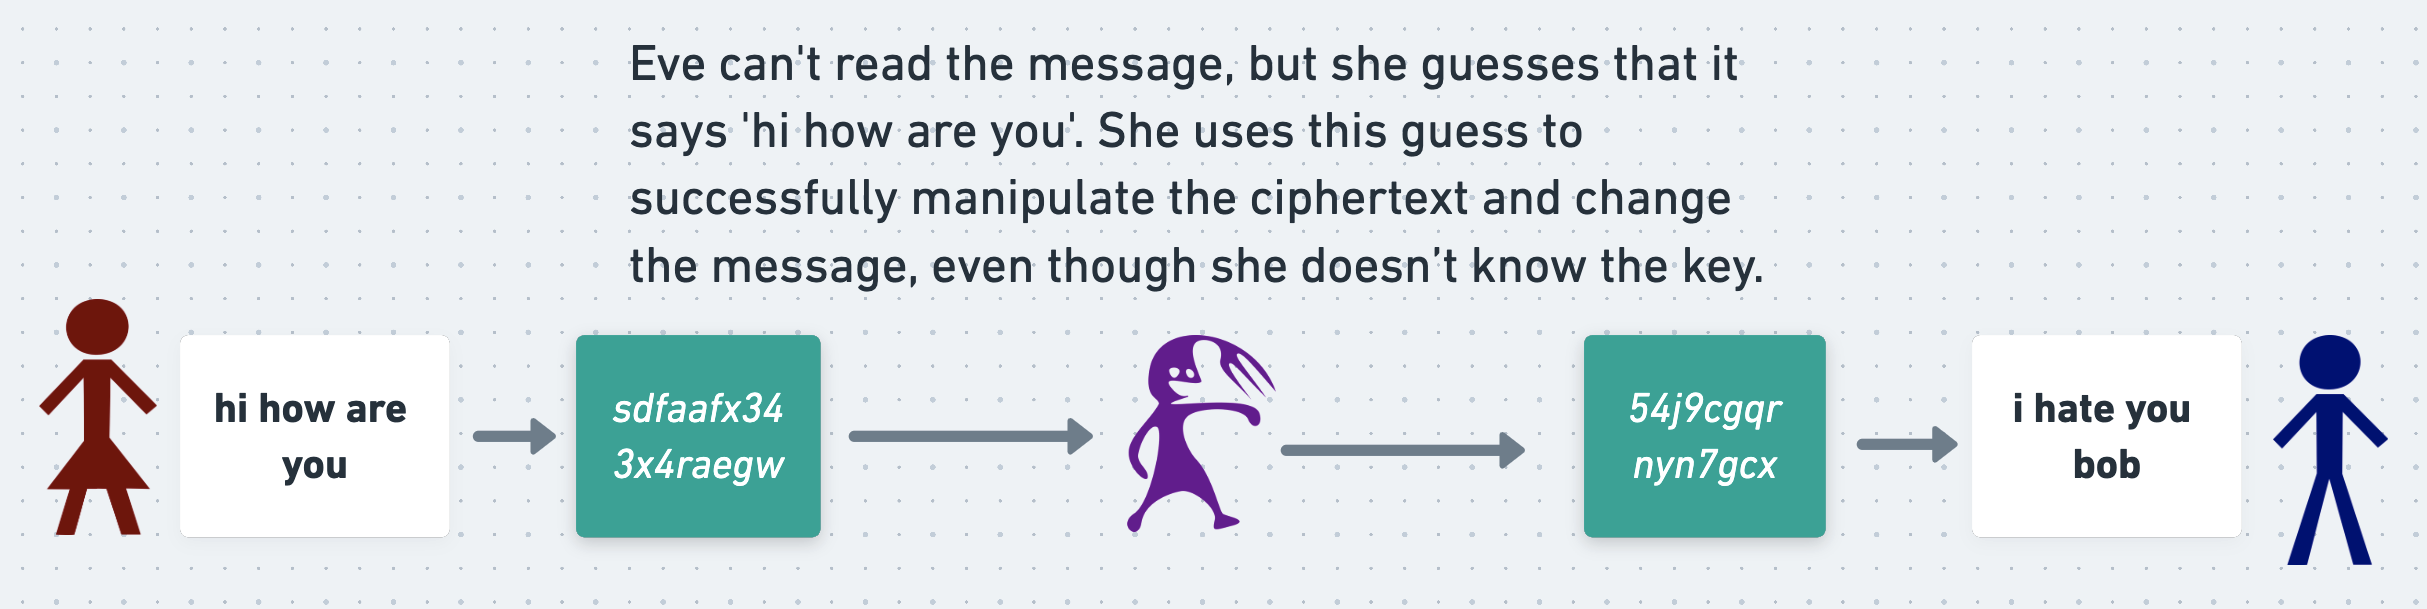 Eve can't read the message, but she guesses that it
says 'hi how are you'. She uses this guess to
successfully manipulate the ciphertext and change
the message, even though she doesn’t know the key.
hi how are
you
sdfaafx34
3x4raegw
54j9cgqr
nyn7gcx
i hate you
bob